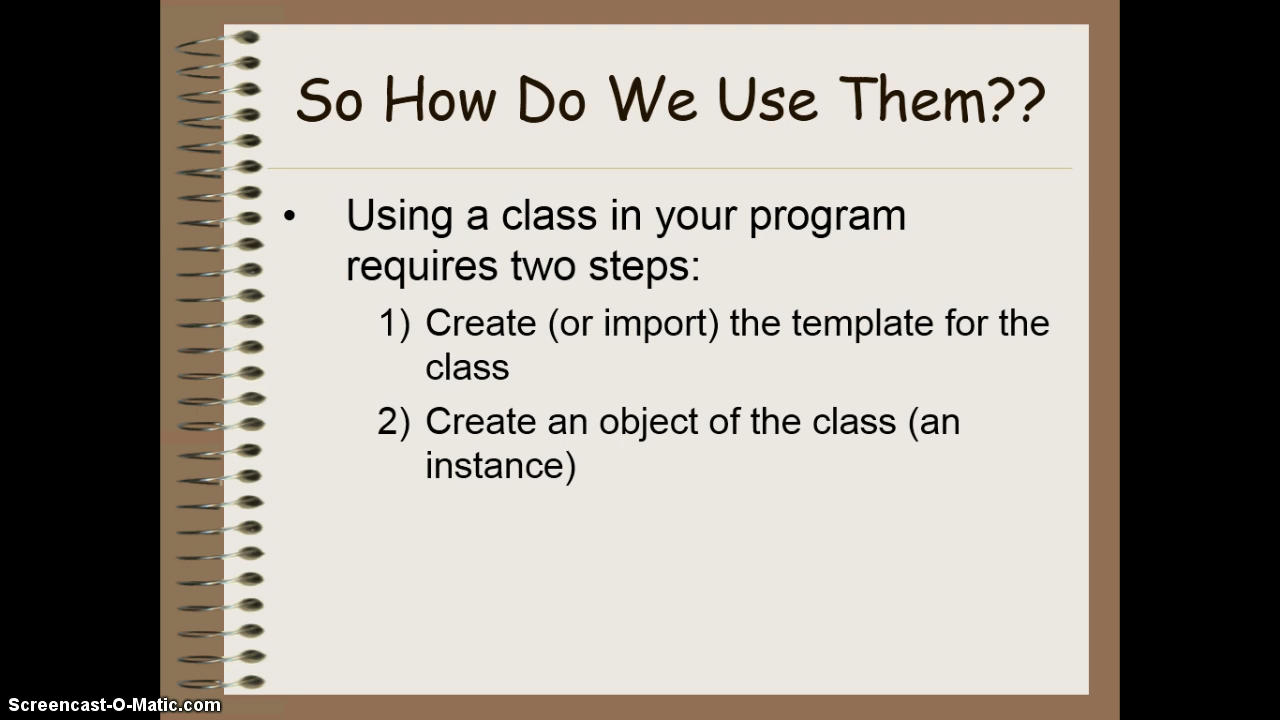 So How Do We Use Them??
• Using a class in your program
requires two steps:
1) Create (or import) the template for the
class
2) Create an object of the class (an
instance)
Screencast-O-Matic.com